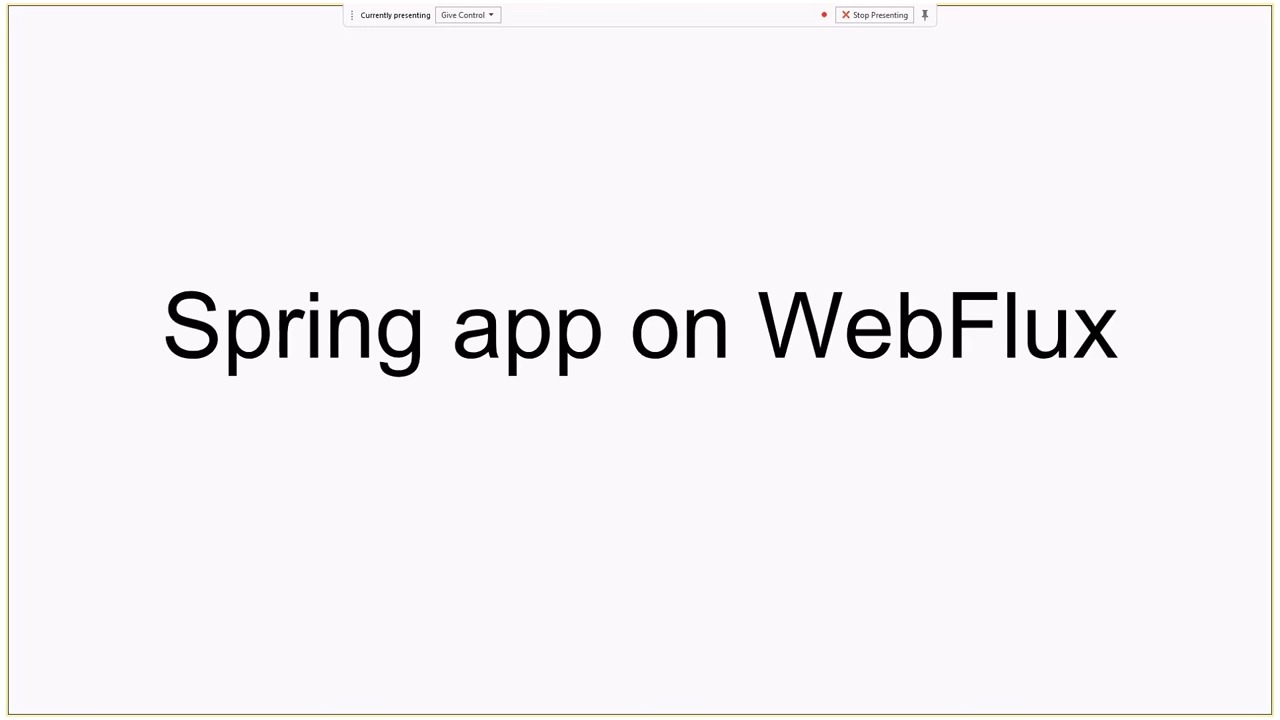 Currently presenting Give Control Stop Presenting
Spring app on WebFlux